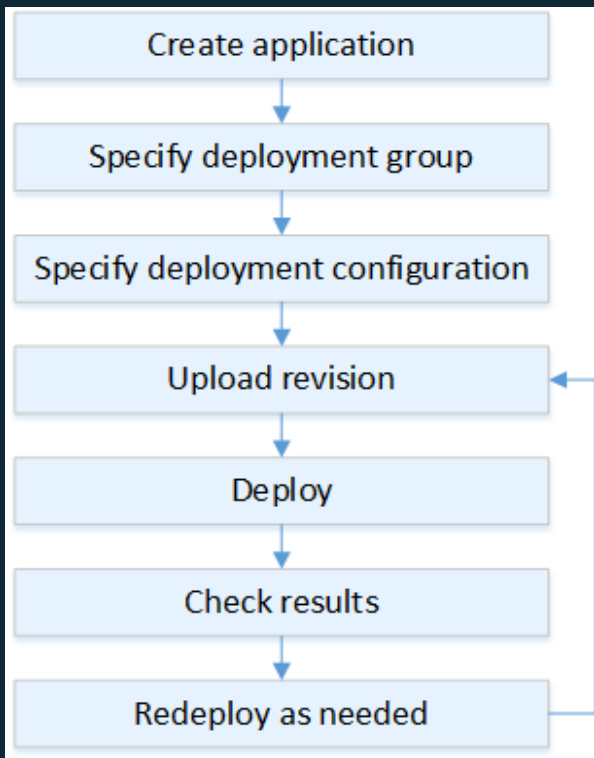 Create application
Specify deployment group
Specify deployment configuration
Upload revision
Deploy
Check results
Redeploy as needed